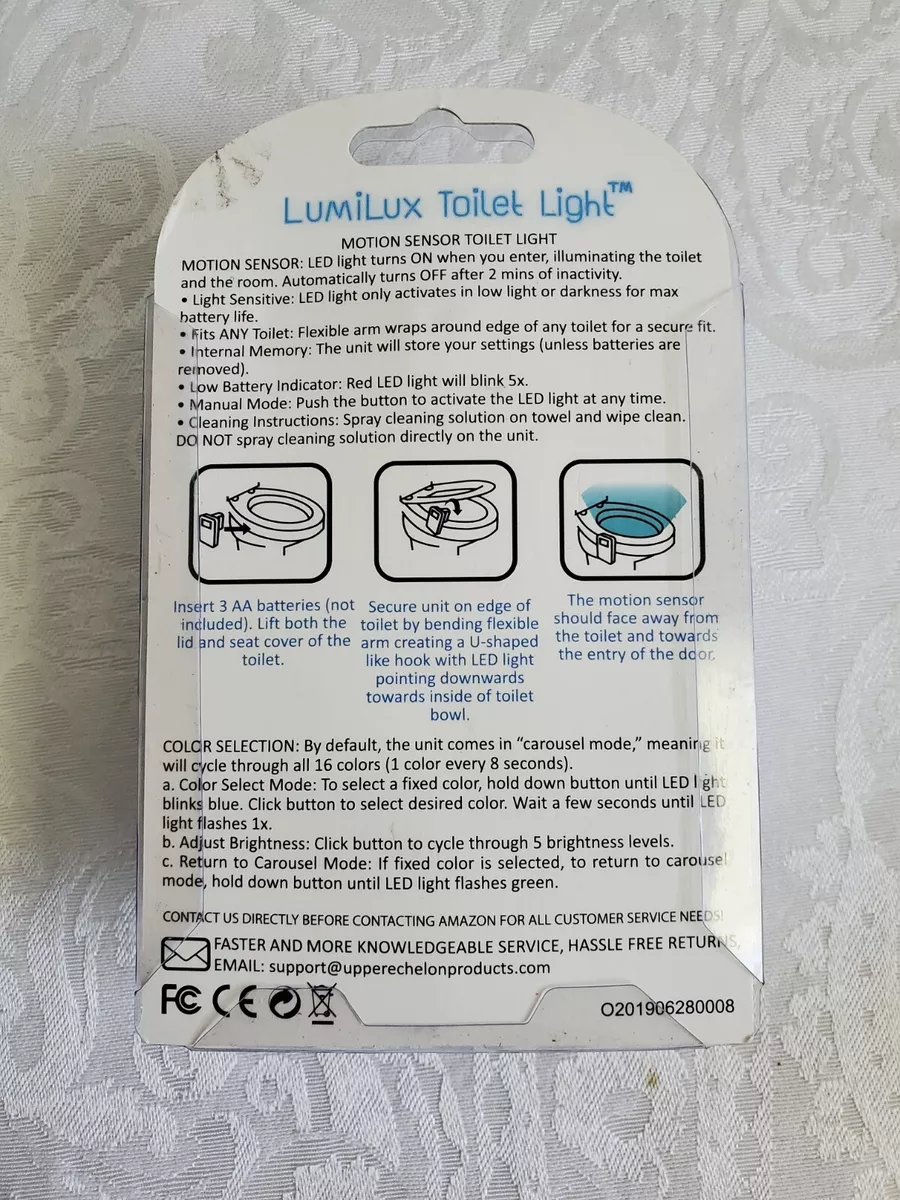 LUMiLUX Toilet Light™
MOTION SENSOR TOILET LIGHT
MOTION SENSOR: LED light turns ON when you enter, illuminating the toilet
and the room. Automatically turns OFF after 2 mins of inactivity.
• Light Sensitive: LED light only activates in low light or darkness for max
battery life.
• Fits ANY Toilet: Flexible arm wraps around edge of any toilet for a secure fit.
• Internal Memory: The unit will store your settings (unless batteries are
removed).
• Low Battery Indicator: Red LED light will blink 5x.
• Manual Mode: Push the button to activate the LED light at any time.
• Cleaning Instructions: Spray cleaning solution on towel and wipe clean.
DO NOT spray cleaning solution directly on the unit.
Insert 3 AA batteries (not
included). Lift both the
lid and seat cover of the
toilet.
Secure unit on edge of
toilet by bending flexible
arm creating a U-shaped
like hook with LED light
pointing downwards
towards inside of toilet
bowl.
The motion sensor
should face away from
the toilet and towards
the entry of the door.
COLOR SELECTION: By default, the unit comes in “carousel mode,” meaning it
will cycle through all 16 colors (1 color every 8 seconds).
a. Color Select Mode: To select a fixed color, hold down button until LED light
blinks blue. Click button to select desired color. Wait a few seconds until LED
light flashes 1x.
b. Adjust Brightness: Click button to cycle through 5 brightness levels.
c. Return to Carousel Mode: If fixed color is selected, to return to carousel
mode, hold down button until LED light flashes green.
CONTACT US DIRECTLY BEFORE CONTACTING AMAZON FOR ALL CUSTOMER SERVICE NEEDS!
FASTER AND MORE KNOWLEDGEABLE SERVICE, HASSLE FREE RETURNS,
EMAIL: support@upperechelonproducts.com
FC CE
O201906280008